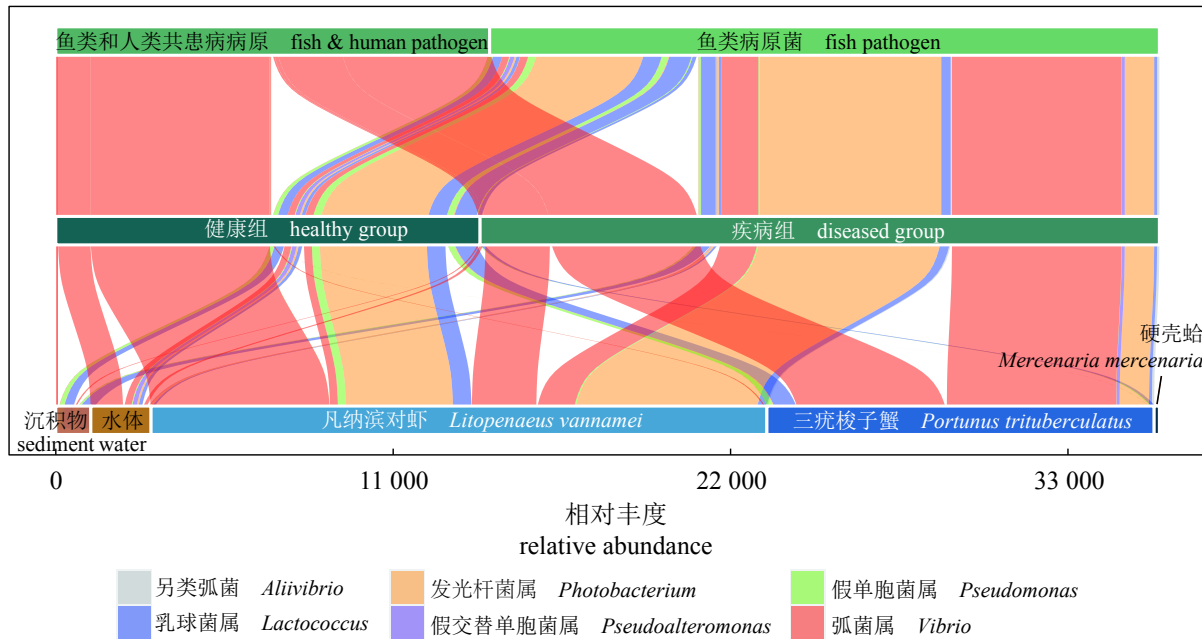 鱼类和人类共患病病原 fish & human pathogen 鱼类病原菌 fish pathogen
健康组 healthy group 疾病组 diseased group
硬壳蛤
Mercenaria mercenaria
沉积物 水体 凡纳滨对虾 Litopenaeus vannamei 三疣梭子蟹 Portunus trituberculatus
sediment water
0 11 000 22 000 33 000
相对丰度
relative abundance
另类弧菌 Aliivibrio 发光杆菌属 Photobacterium 假单胞菌属 Pseudomonas
乳球菌属 Lactococcus 假交替单胞菌属 Pseudoalteromonas 弧菌属 Vibrio